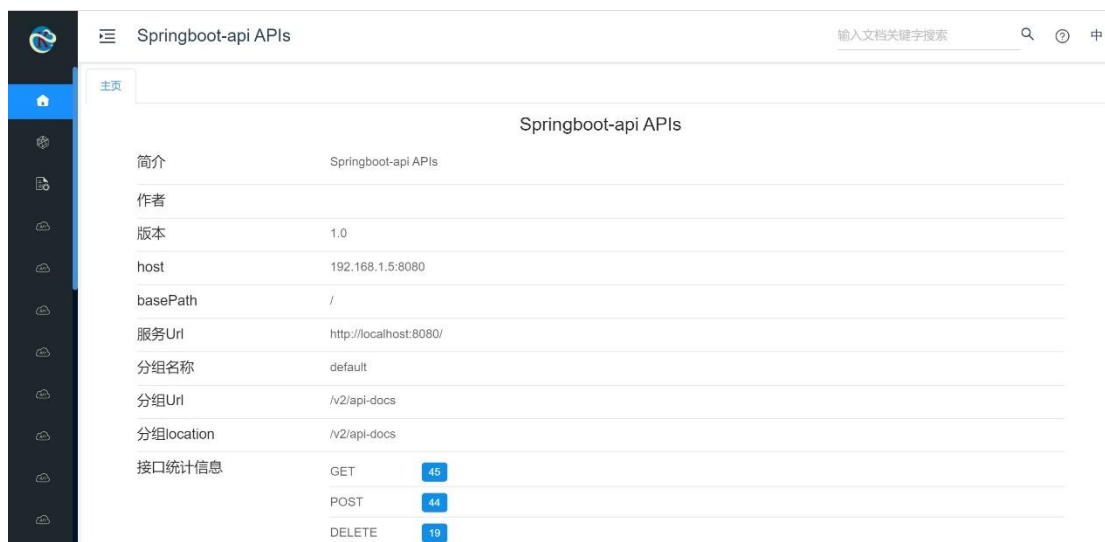 Springboot-api APIs
输入文档关键字搜索
中
主页
Springboot-api APIs
简介 Springboot-api APIs
作者
版本 1.0
host 192.168.1.5:8080
basePath /
服务Url http://localhost:8080/
分组名称 default
分组Url /v2/api-docs
分组location /v2/api-docs
接口统计信息 GET 45
POST 44
DELETE 19